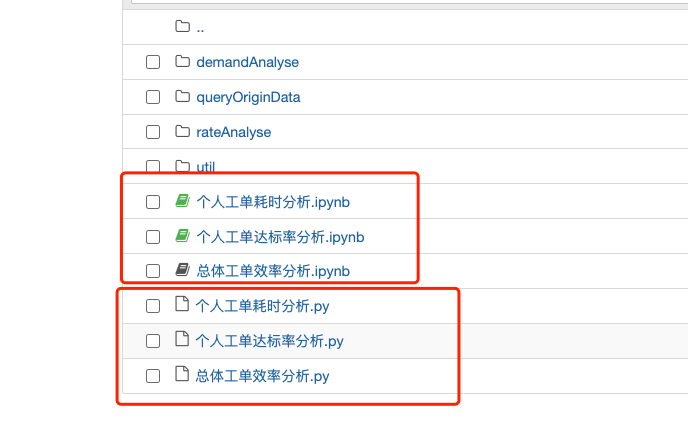 ..
demandAnalyse
queryOriginData
rateAnalyse
util
个人工单耗时分析.ipynb
个人工单达标率分析.ipynb
总体工单效率分析.ipynb
个人工单耗时分析.py
个人工单达标率分析.py
总体工单效率分析.py